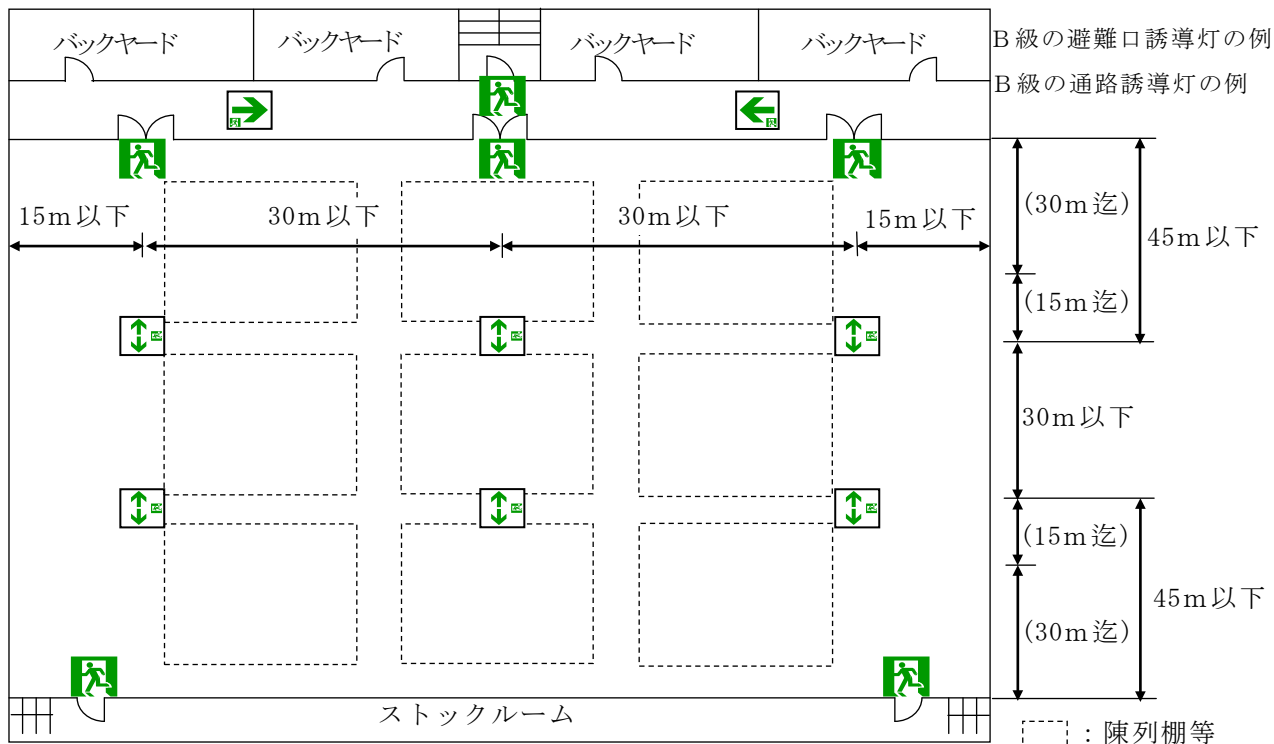 バックヤード
バックヤード
バックヤード
バックヤード
B級の避難口誘導灯の例
B級の通路誘導灯の例
15m以下
30m以下
30m以下
15m以下
(30m迄)
45m以下
(15m迄)
30m以下
(15m迄)
45m以下
(30m迄)
ストックルーム
：陳列棚等